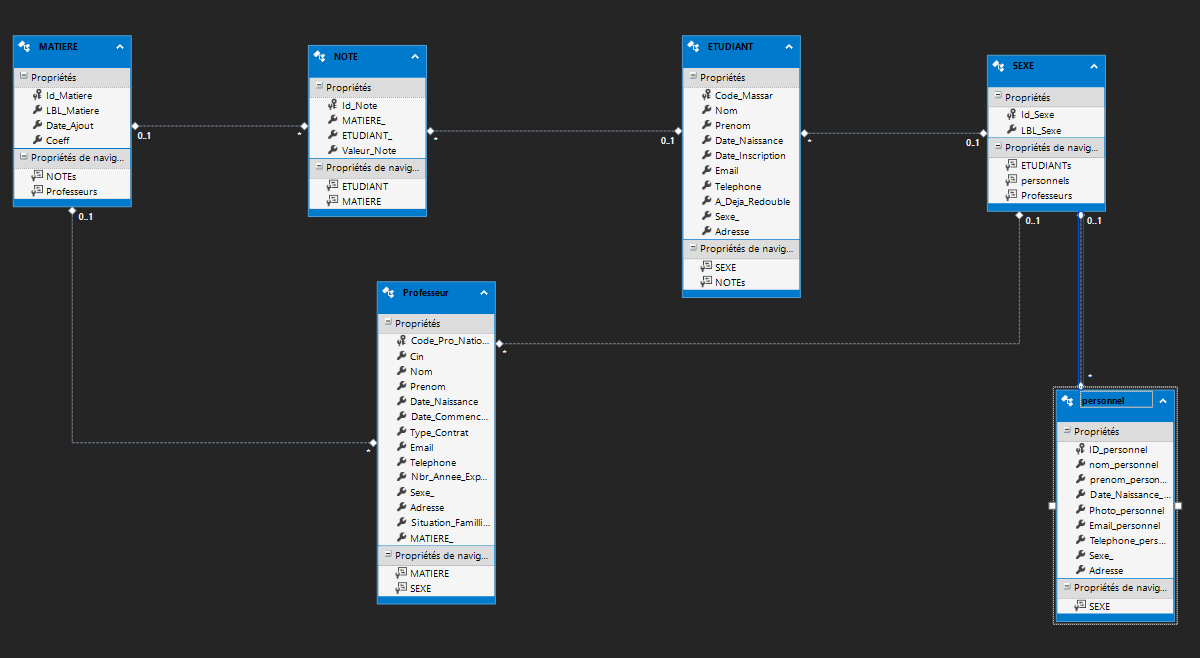 MATIERE
Propriétés
Id_Matiere
LBL_Matiere
Date_Ajout
Coeff
Propriétés de navig...
NOTEs
Professeurs
0..1
*
0..1
NOTE
Propriétés
Id_Note
MATIERE_
ETUDIANT_
Valeur_Note
Propriétés de navig...
ETUDIANT
MATIERE
*
0..1
ETUDIANT
Propriétés
Code_Massar
Nom
Prenom
Date_Naissance
Date_Inscription
Email
Telephone
A_Deja_Redouble
Sexe_
Adresse
Propriétés de navig...
SEXE
NOTEs
*
0..1
SEXE
Propriétés
Id_Sexe
LBL_Sexe
Propriétés de navig...
ETUDIANTs
personnels
Professeurs
0..1
0..1
Professeur
Propriétés
Code_Pro_Natio...
Cin
Nom
Prenom
Date_Naissance
Date_Commenc...
Type_Contrat
Email
Telephone
Nbr_Annee_Exp...
Sexe_
Adresse
Situation_Familli...
MATIERE_
Propriétés de navig...
MATIERE
SEXE
*
*
*
personnel
Propriétés
ID_personnel
nom_personnel
prenom_person...
Date_Naissance_...
Photo_personnel
Email_personnel
Telephone_pers...
Sexe_
Adresse
Propriétés de navig...
SEXE